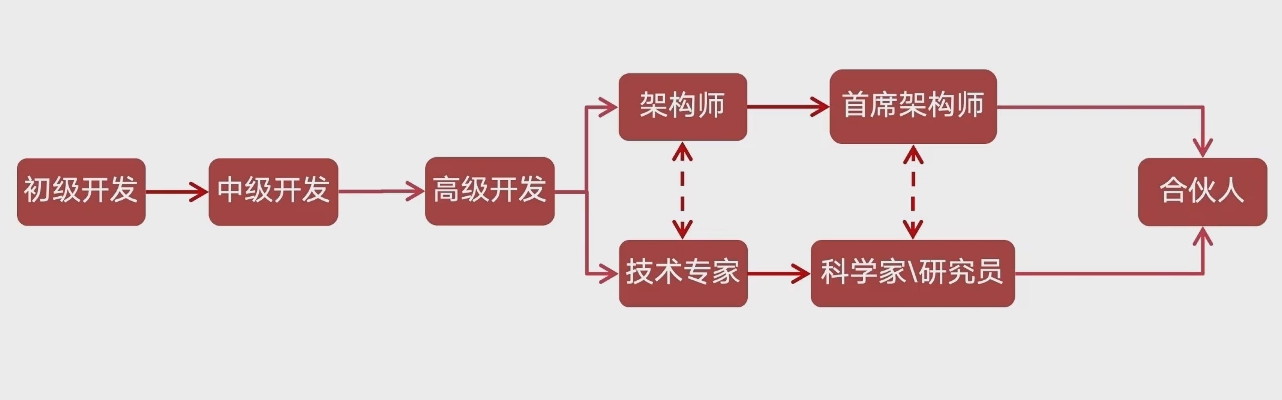 初级开发
中级开发
高级开发
架构师
首席架构师
技术专家
科学家\研究员
合伙人